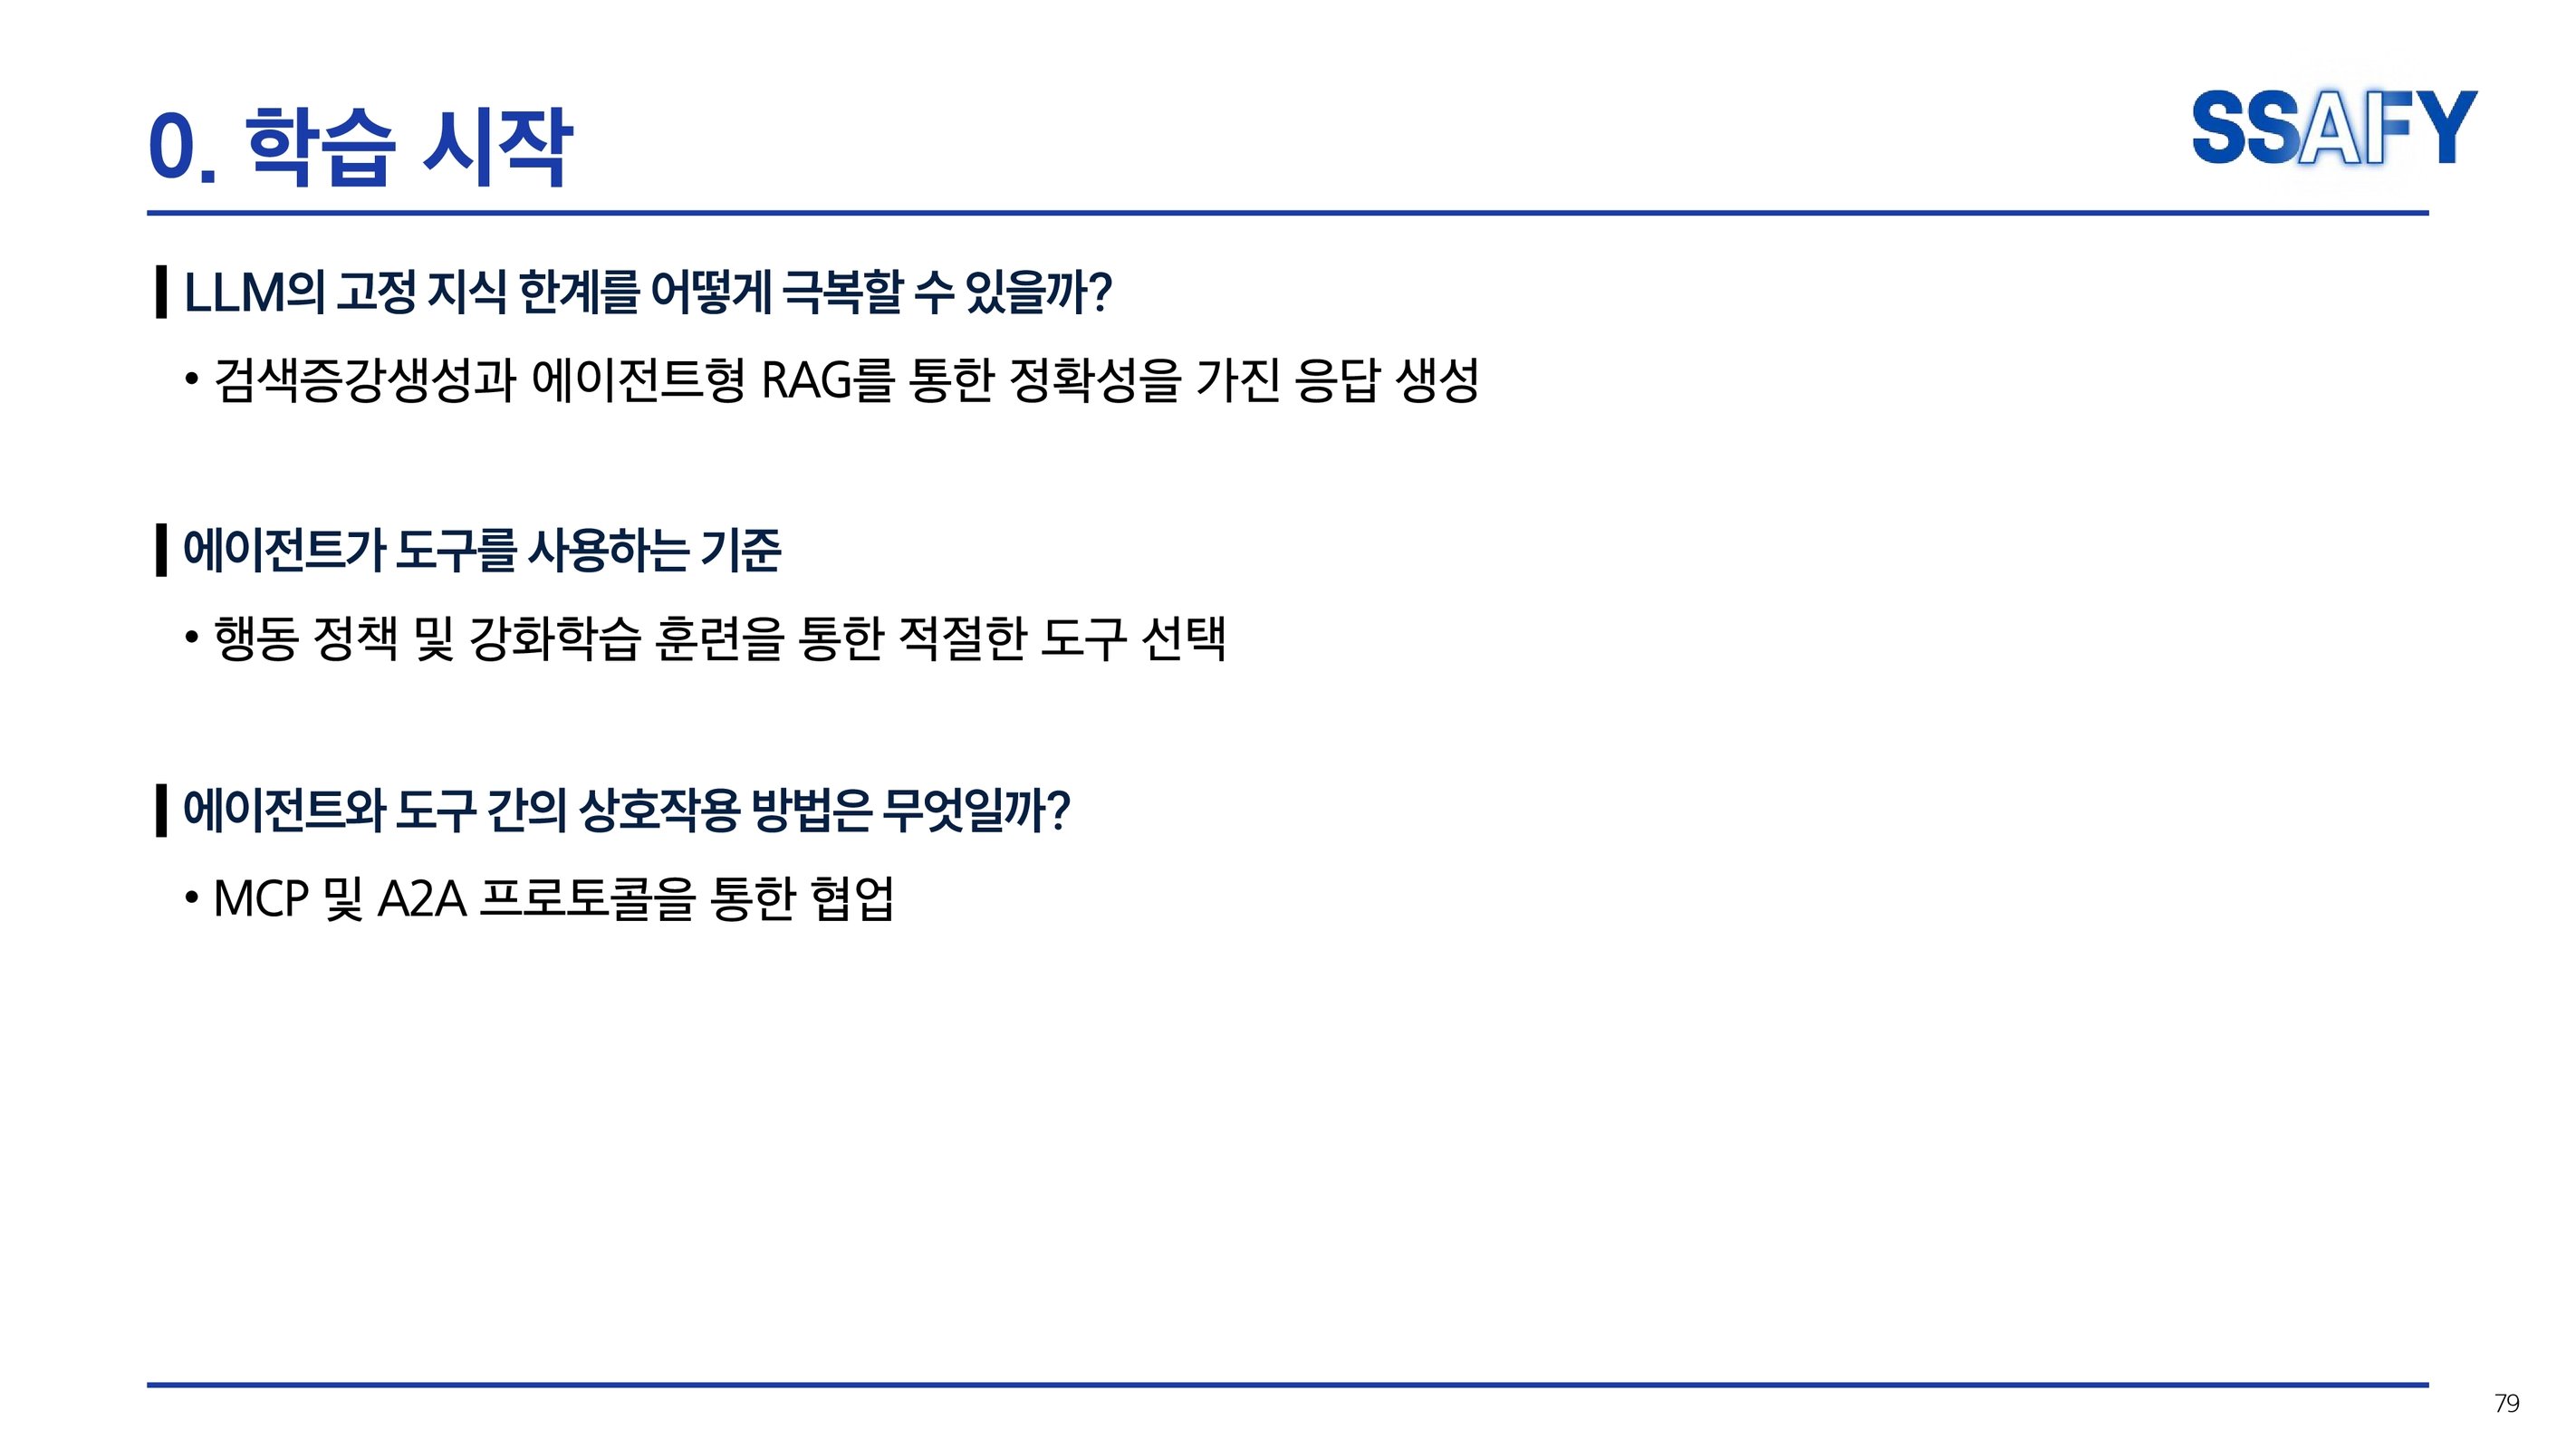 0. 학습 시작
SSAFY
LLM의 고정 지식 한계를 어떻게 극복할 수 있을까?
• 검색증강생성과 에이전트형 RAG를 통한 정확성을 가진 응답 생성
에이전트가 도구를 사용하는 기준
• 행동 정책 및 강화학습 훈련을 통한 적절한 도구 선택
에이전트와 도구 간의 상호작용 방법은 무엇일까?
• MCP 및 A2A 프로토콜을 통한 협업
79